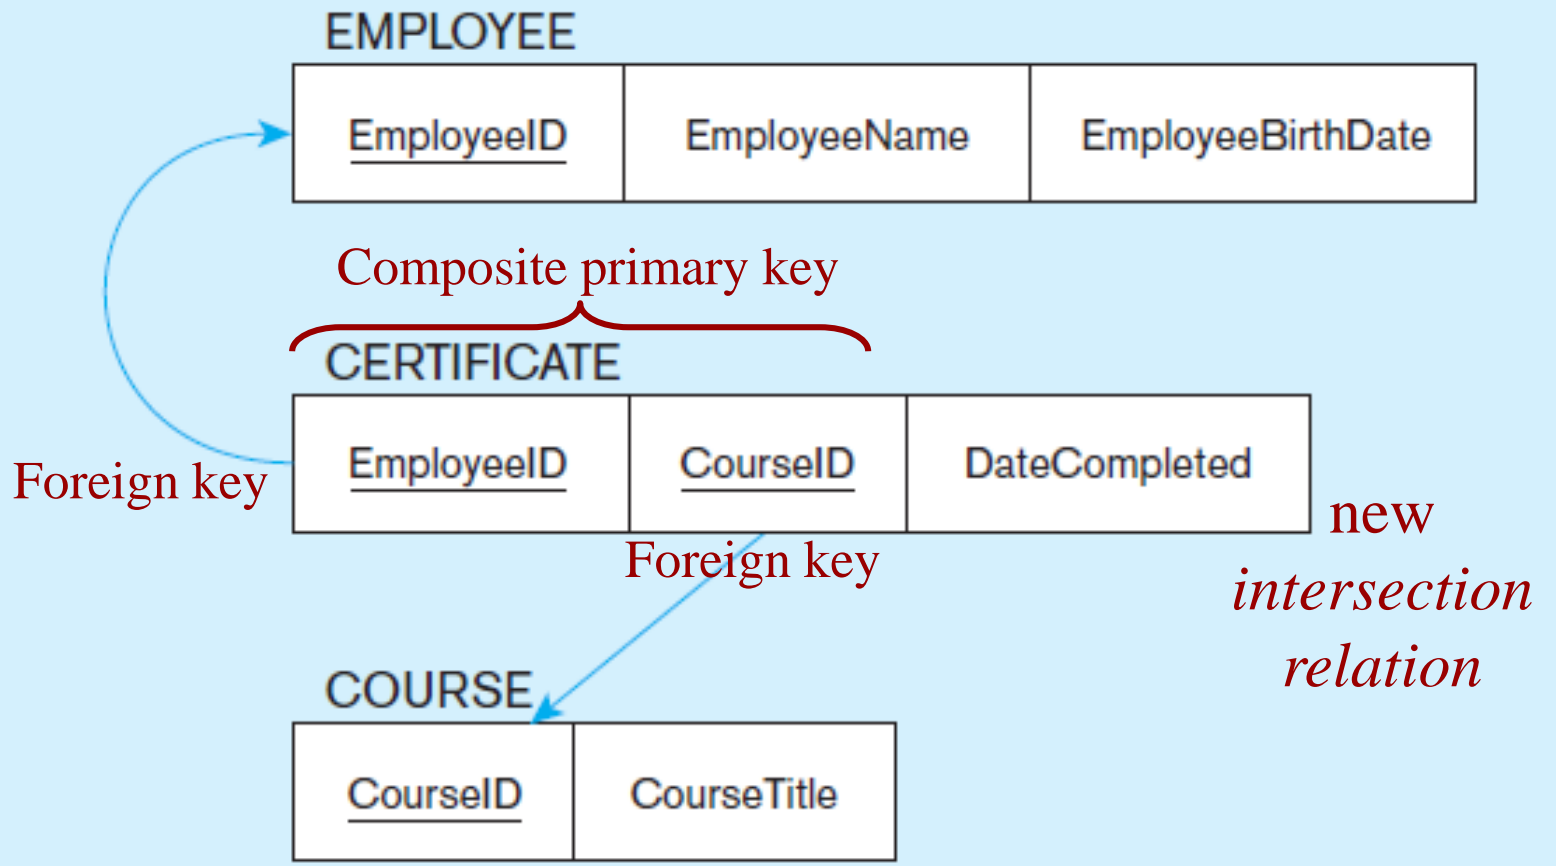 EMPLOYEE
EmployeeID EmployeeName EmployeeBirthDate
Composite primary key
CERTIFICATE
EmployeeID CourseID DateCompleted
Foreign key
new
intersection
relation
Foreign key
COURSE
CourseID CourseTitle